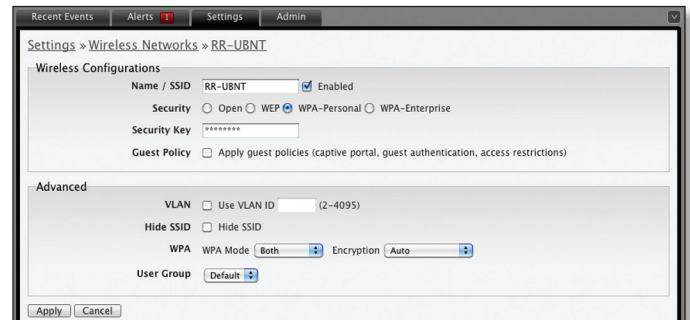 Recent Events Alerts 1 Settings Admin
Settings » Wireless Networks » RR-UBNT
Wireless Configurations
Name / SSID RR-UBNT Enabled
Security Open WEP WPA-Personal WPA-Enterprise
Security Key ********
Guest Policy Apply guest policies (captive portal, guest authentication, access restrictions)
Advanced
VLAN Use VLAN ID (2-4095)
Hide SSID Hide SSID
WPA WPA Mode Both Encryption Auto
User Group Default
Apply Cancel